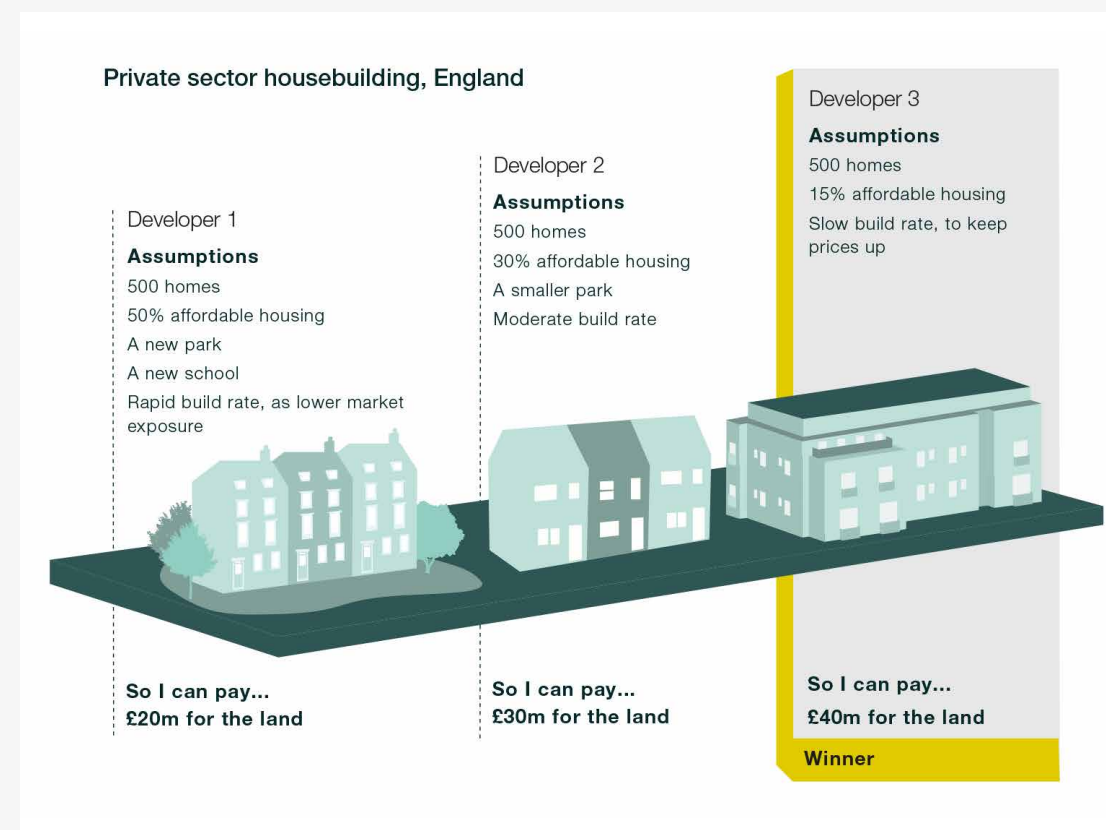 Private sector housebuilding, England
Developer 1
Assumptions
500 homes
50% affordable housing
A new park
A new school
Rapid build rate, as lower market
exposure
So I can pay...
£20m for the land
Developer 2
Assumptions
500 homes
30% affordable housing
A smaller park
Moderate build rate
So I can pay...
£30m for the land
Developer 3
Assumptions
500 homes
15% affordable housing
Slow build rate, to keep
prices up
So I can pay...
£40m for the land
Winner